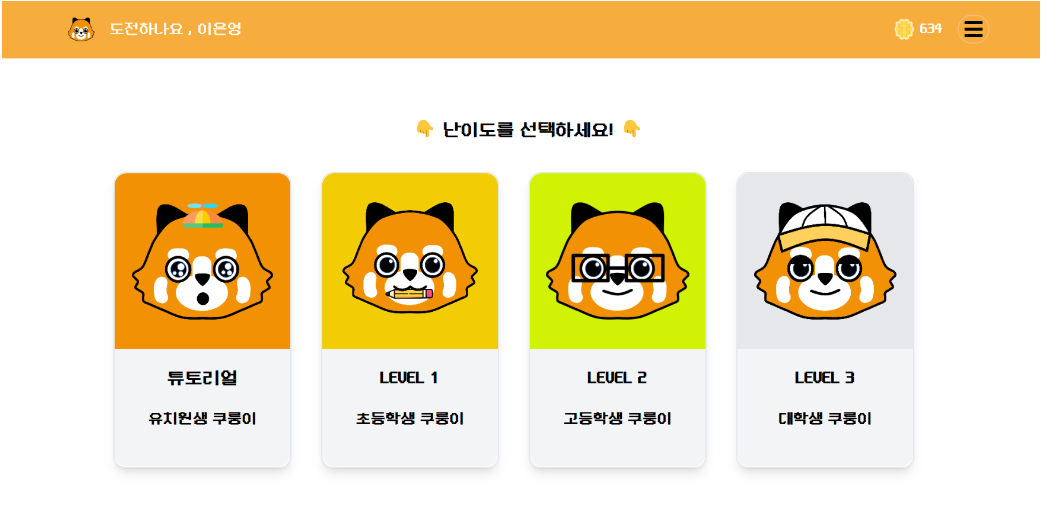 도전하나요 , 이은영
634
👇 난이도를 선택하세요! 👇
튜토리얼
유치원생 쿠룽이
LEVEL 1
초등학생 쿠룽이
LEVEL 2
고등학생 쿠룽이
LEVEL 3
대학생 쿠룽이